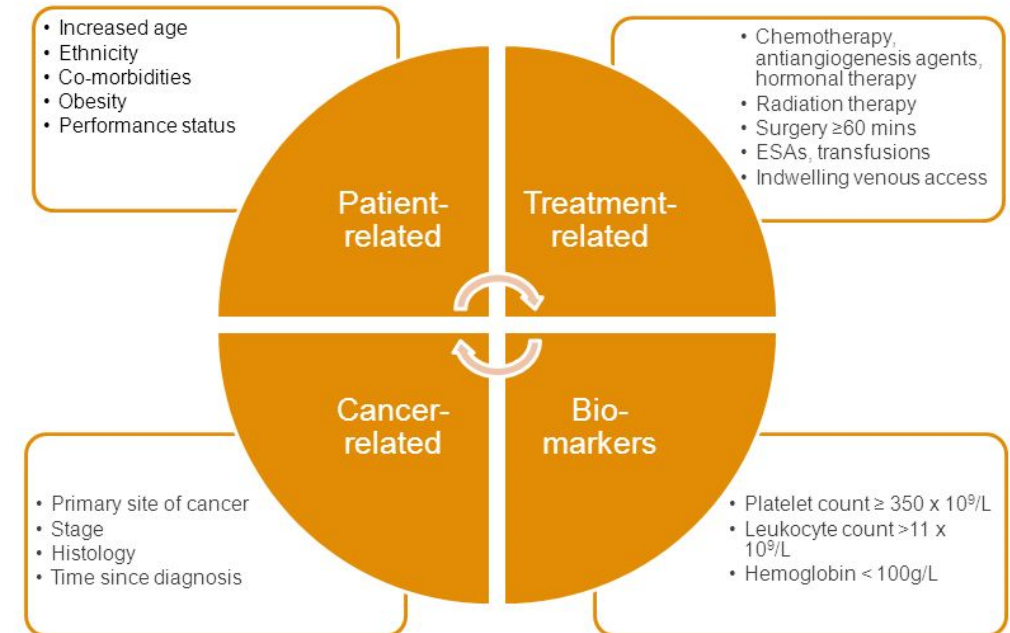 • Increased age
• Ethnicity
• Co-morbidities
• Obesity
• Performance status
• Chemotherapy,
antiangiogenesis agents,
hormonal therapy
• Radiation therapy
• Surgery ≥60 mins
• ESAs, transfusions
• Indwelling venous access
Patient-
related
Treatment-
related
Cancer-
related
Bio-
markers
• Primary site of cancer
• Stage
• Histology
• Time since diagnosis
• Platelet count ≥ 350 x 10⁹/L
• Leukocyte count >11 x
10⁹/L
• Hemoglobin < 100g/L